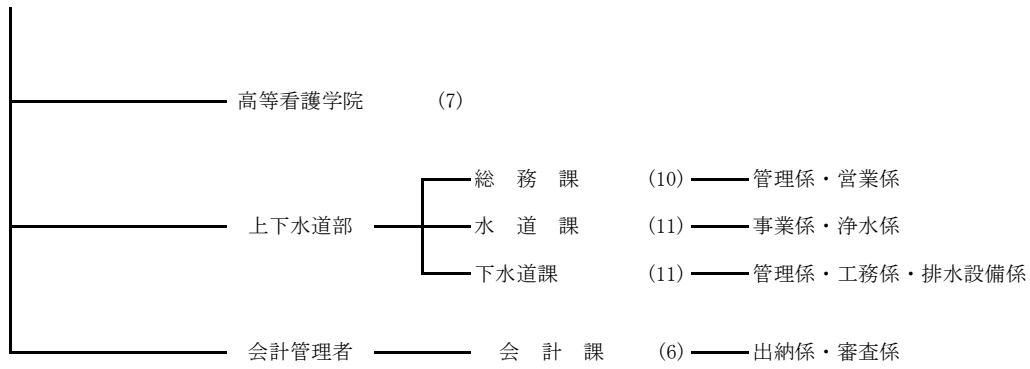 高等看護学院 (7)
総務課 (10) 管理係・営業係
上下水道部 水道課 (11) 事業係・浄水係
下水道課 (11) 管理係・工務係・排水設備係
会計管理者 会計課 (6) 出納係・審査係